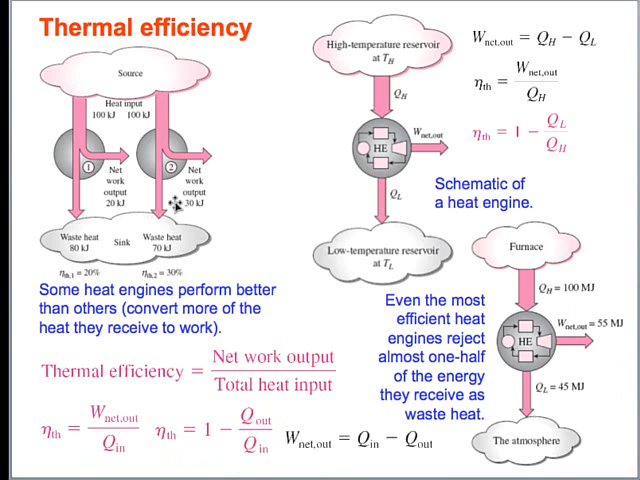 Thermal efficiency
Source
Heat input
100 kJ 100 kJ
1
2
Net
work
output
20 kJ
Net
work
output
30 kJ
Waste heat
80 kJ
Sink
Waste heat
70 kJ
ηth,1 = 20%
ηth,2 = 30%
Some heat engines perform better
than others (convert more of the
heat they receive to work).
Thermal efficiency = Net work output / Total heat input
ηth = Wnet,out / Qin
ηth = 1 − Qout / Qin
Wnet,out = Qin − Qout
High-temperature reservoir
at TH
QH
HE
Wnet,out
QL
Low-temperature reservoir
at TL
Wnet,out = QH − QL
ηth = Wnet,out / QH
ηth = 1 − QL / QH
Schematic of
a heat engine.
Even the most
efficient heat
engines reject
almost one-half
of the energy
they receive as
waste heat.
Furnace
QH = 100 MJ
HE
Wnet,out = 55 MJ
QL = 45 MJ
The atmosphere